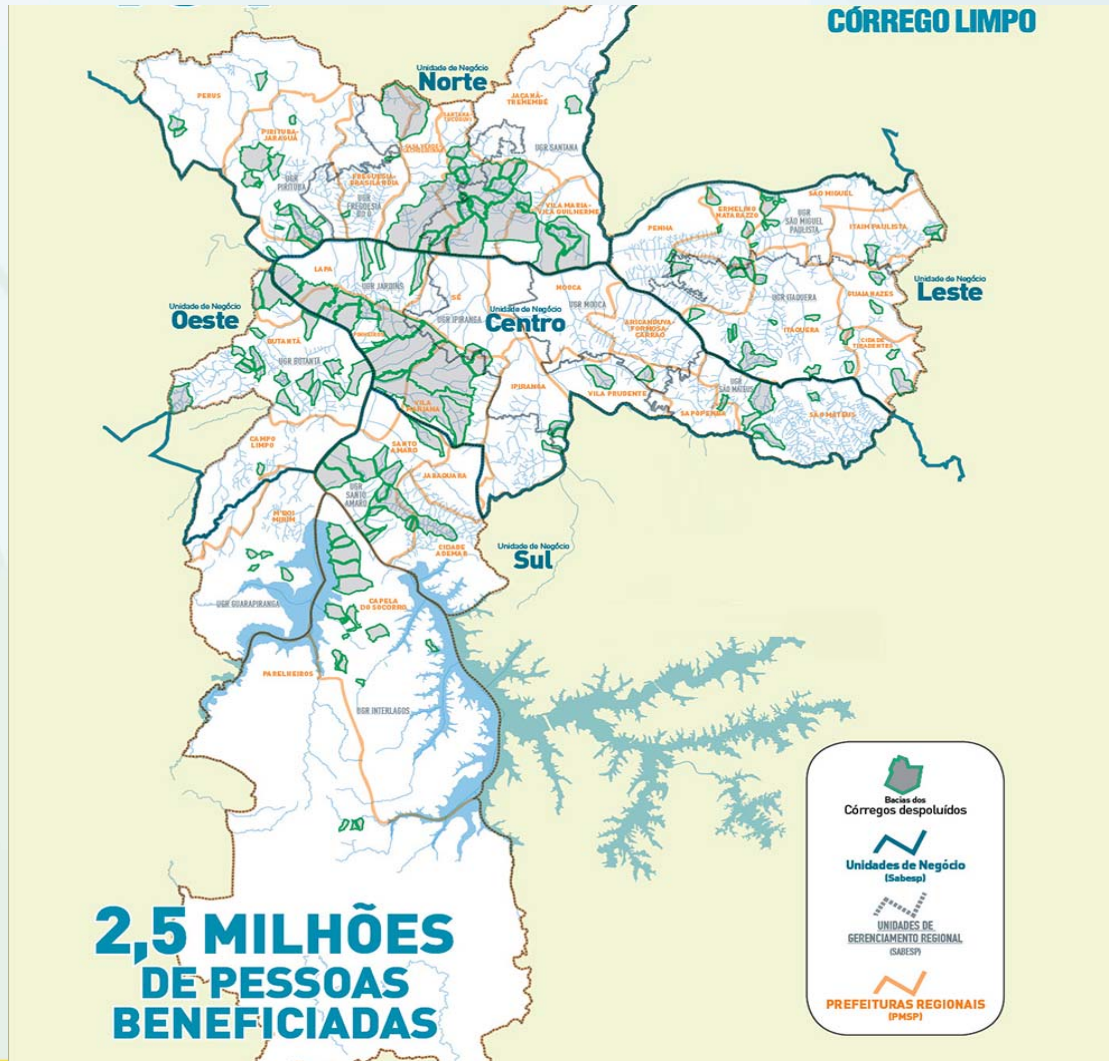 CÓRREGO LIMPO
Unidade de Negócio
Norte
PERUS
JAÇANÃ-
TREMEMBÉ
PIRITUBA-
JARAGUÁ
UGR SANTANA
UGR
PIRITUBA
FREGUESIA-
BRASILÂNDIA
UGR
FREGUESIA
DO Ó
VILA MARIA-
VILA GUILHERME
SÃO MIGUEL
ERMELINO
MATARAZZO
UGR
SÃO MIGUEL
PAULISTA
ITAIM PAULISTA
PENHA
LAPA
UGR JARDINS
SÉ
MOOCA
UGR MOOCA
UGR IPIRANGA
Unidade de Negócio
Centro
Unidade de Negócio
Oeste
Unidade de Negócio
Leste
UGR ITAQUERA
GUAIANAZES
ITAQUERA
CIDADE
TIRADENTES
ARICANDUVA-
FORMOSA-
CARRÃO
PINHEIROS
BUTANTÃ
UGR BUTANTÃ
IPIRANGA
VILA PRUDENTE
UGR
SÃO MATEUS
SAPOPEMBA
SÃO MATEUS
VILA
MARIANA
CAMPO
LIMPO
SANTO
AMARO
JABAQUARA
UGR
SANTO
AMARO
M'BOI
MIRIM
CIDADE
ADEMAR
Unidade de Negócio
Sul
UGR GUARAPIRANGA
CAPELA
DO SOCORRO
PARELHEIROS
UGR INTERLAGOS
Bacias dos
Córregos despoluídos
Unidades de Negócio
(Sabesp)
UNIDADES DE
GERENCIAMENTO REGIONAL
(SABESP)
PREFEITURAS REGIONAIS
(PMSP)
2,5 MILHÕES
DE PESSOAS
BENEFICIADAS